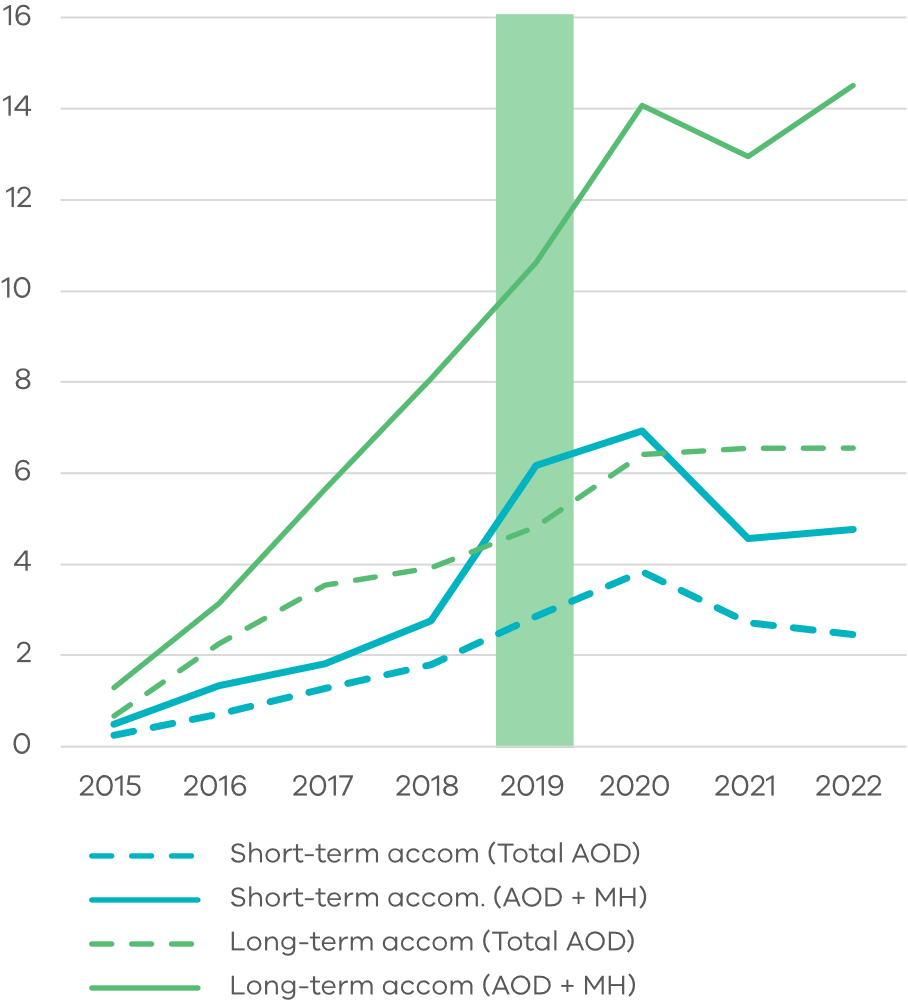 16
14
12
10
8
6
4
2
0
2015 2016 2017 2018 2019 2020 2021 2022
Short-term accom (Total AOD)
Short-term accom. (AOD + MH)
Long-term accom (Total AOD)
Long-term accom (AOD + MH)